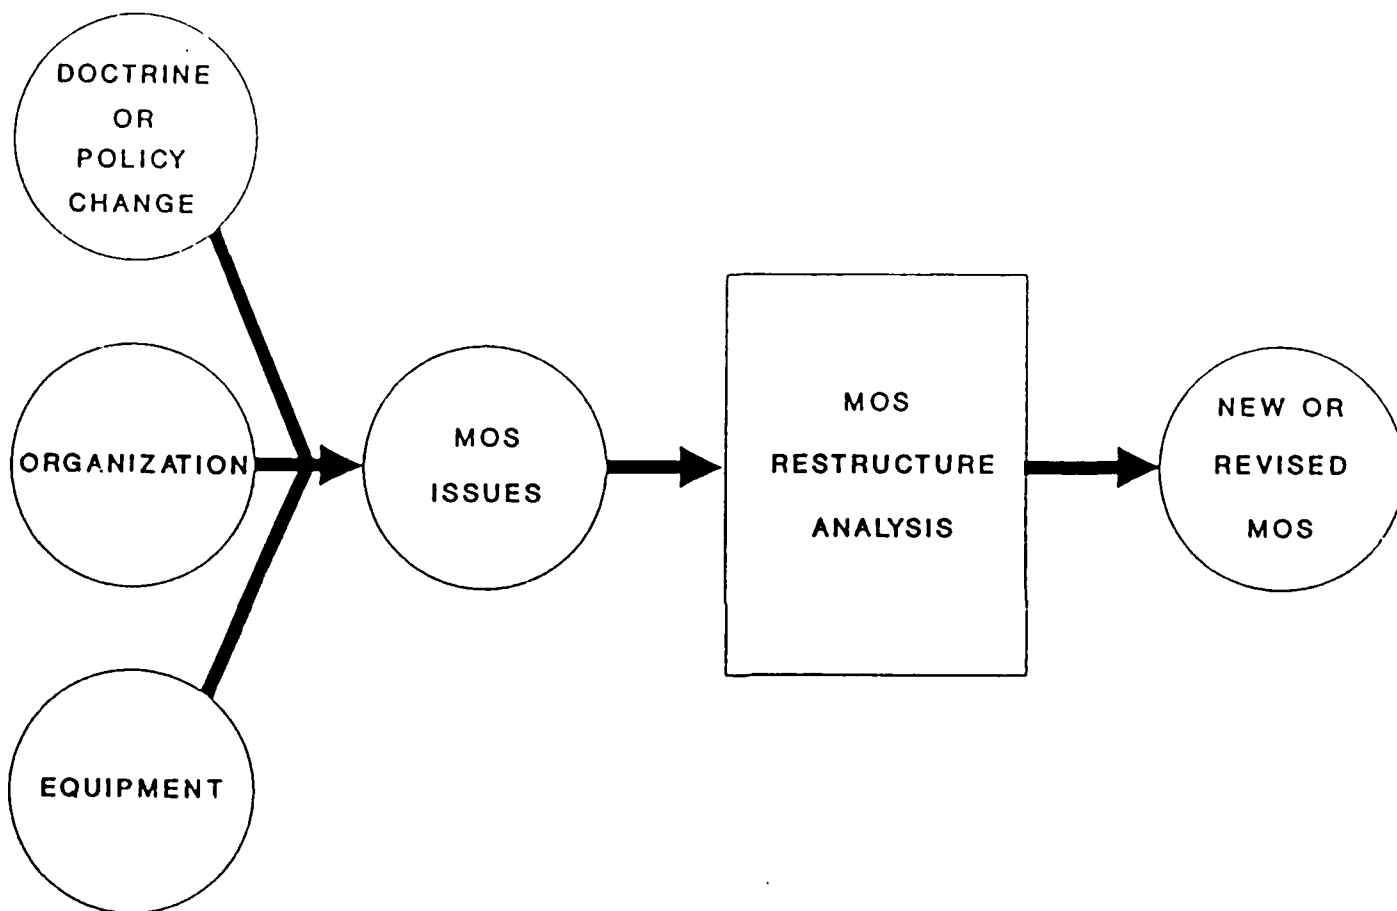 DOCTRINE
OR
POLICY
CHANGE
ORGANIZATION
EQUIPMENT
MOS
ISSUES
MOS
RESTRUCTURE
ANALYSIS
NEW OR
REVISED
MOS